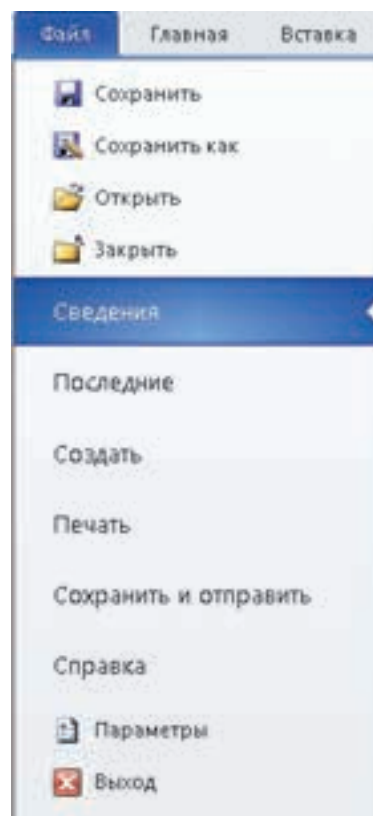 Файл Главная Вставка
Сохранить
Сохранить как
Открыть
Закрыть
Сведения
Последние
Создать
Печать
Сохранить и отправить
Справка
Параметры
Выход